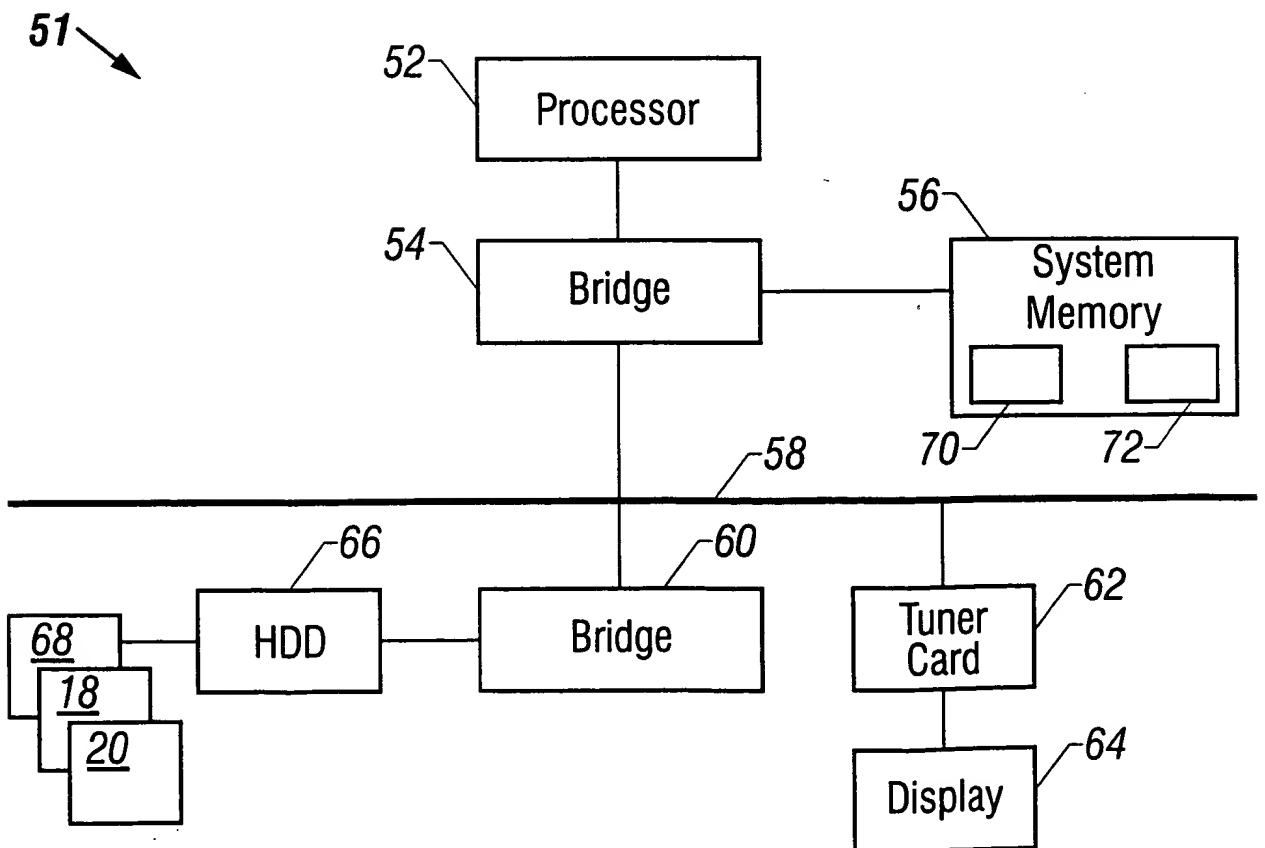 51
52
Processor
54
Bridge
56
System
Memory
70
72
58
66
60
62
68
HDD
Bridge
Tuner
Card
18
20
64
Display